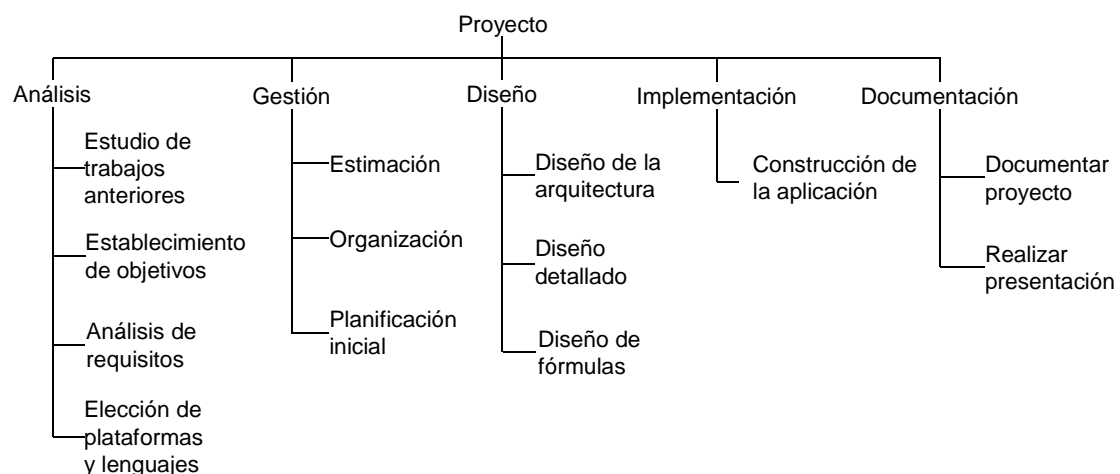 Proyecto
Análisis
Gestión
Diseño
Implementación
Documentación
Estudio de
trabajos
anteriores
Establecimiento
de objetivos
Análisis de
requisitos
Elección de
plataformas
y lenguajes
Estimación
Organización
Planificación
inicial
Diseño de la
arquitectura
Diseño
detallado
Diseño de
fórmulas
Construcción de
la aplicación
Documentar
proyecto
Realizar
presentación